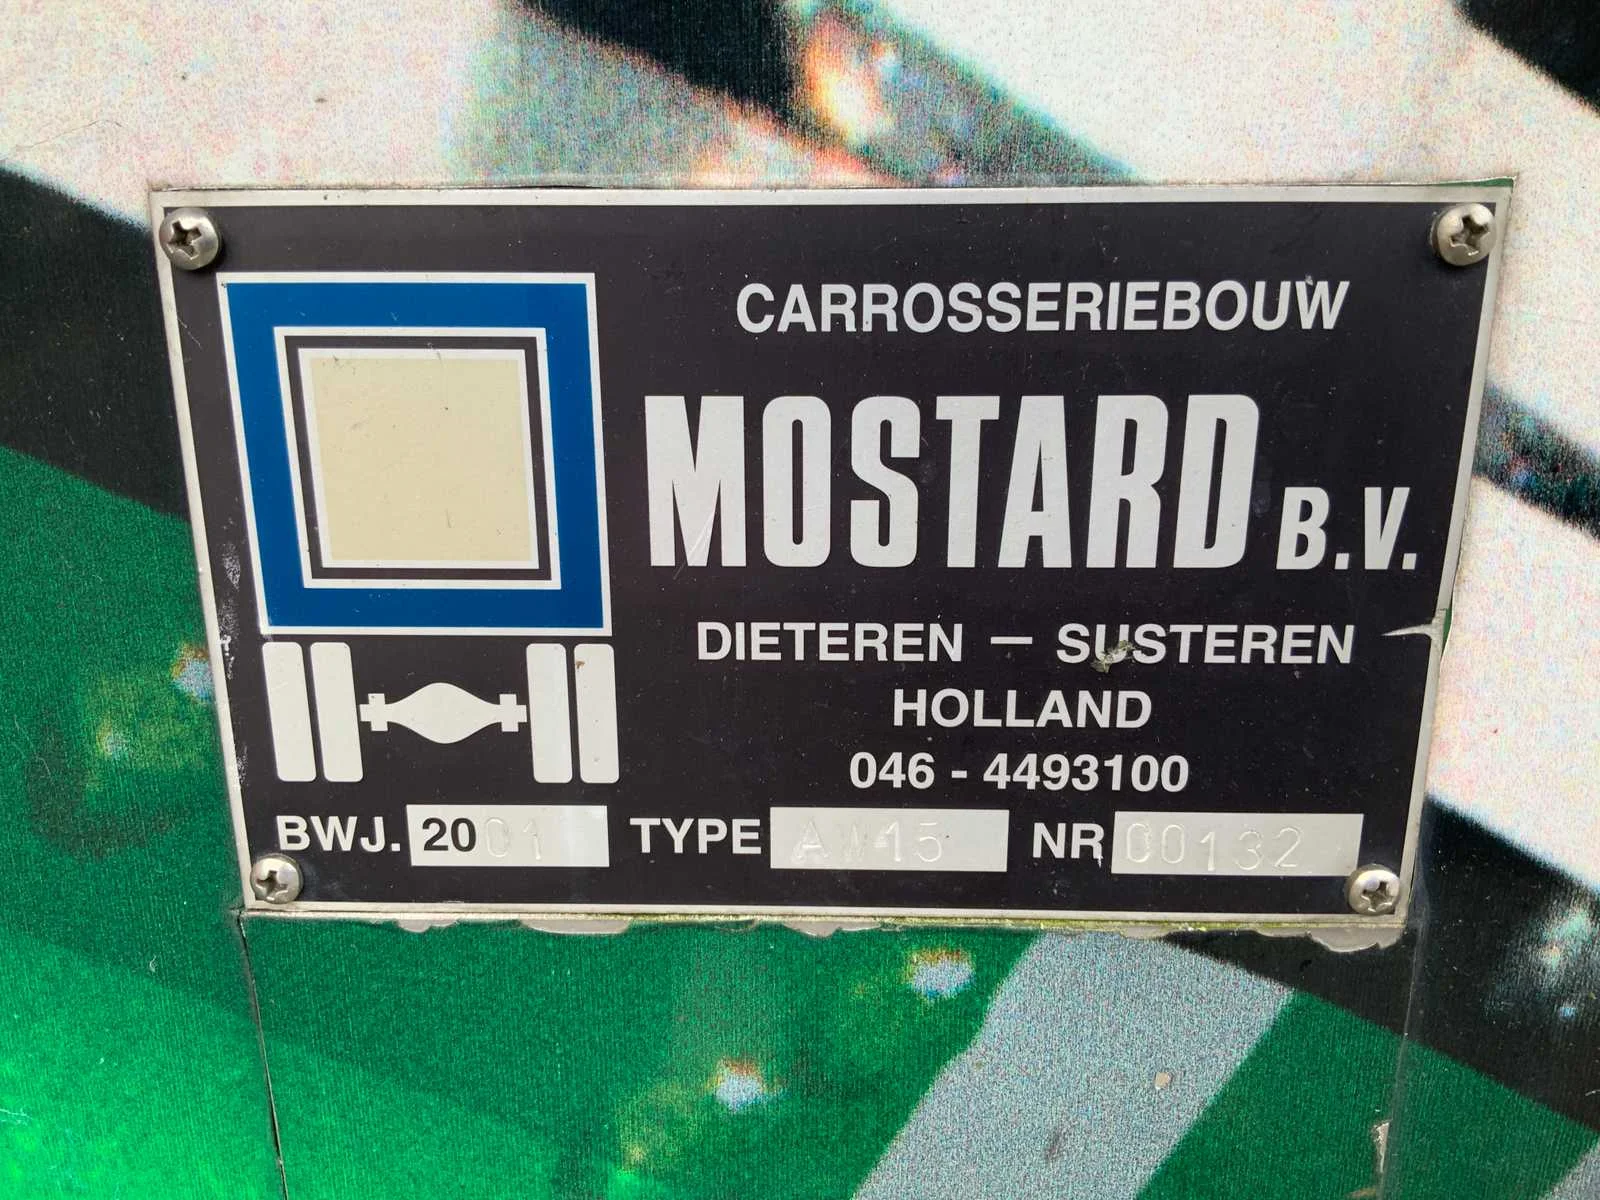 CARROSSERIEBOUW
MOSTARD B.V.
DIETEREN - SUSTEREN
HOLLAND
046 - 4493100
BWJ. 2001 TYPE AW15 NR 00132